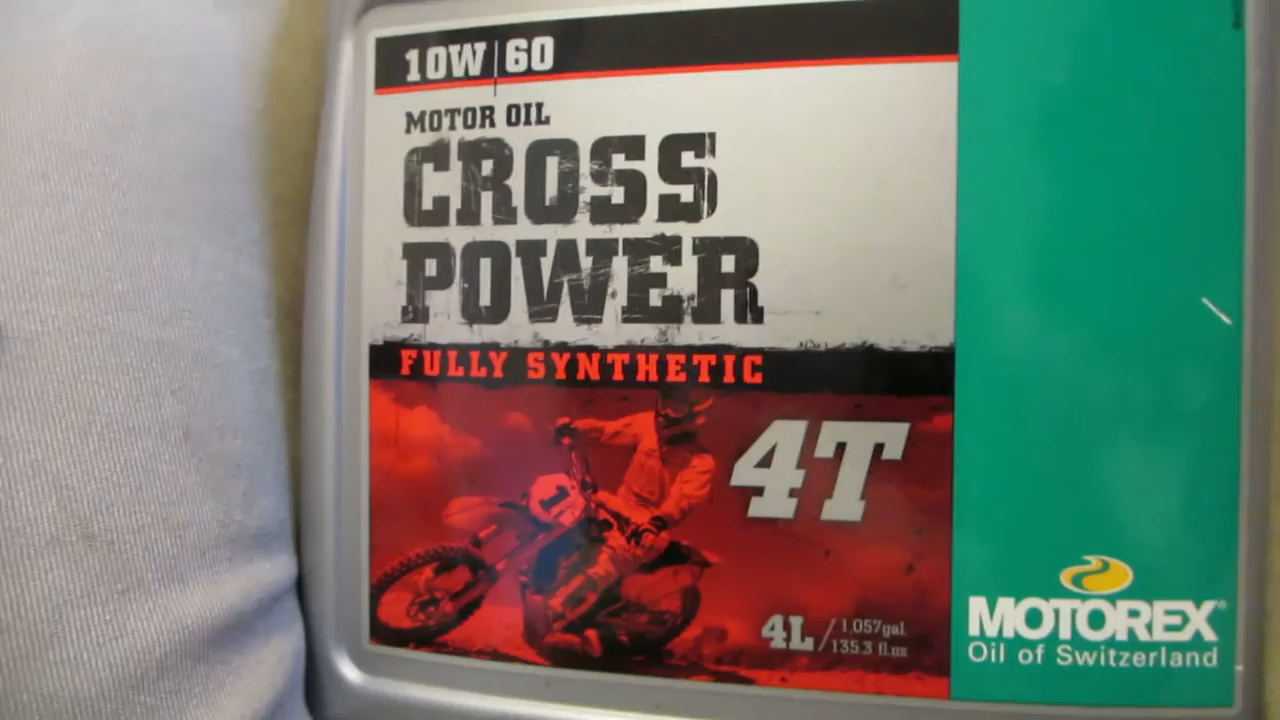 10W|60
MOTOR OIL
CROSS
POWER
FULLY SYNTHETIC
4T
1
4L/1,057gal.
135.3 fl.oz
MOTOREX®
Oil of Switzerland